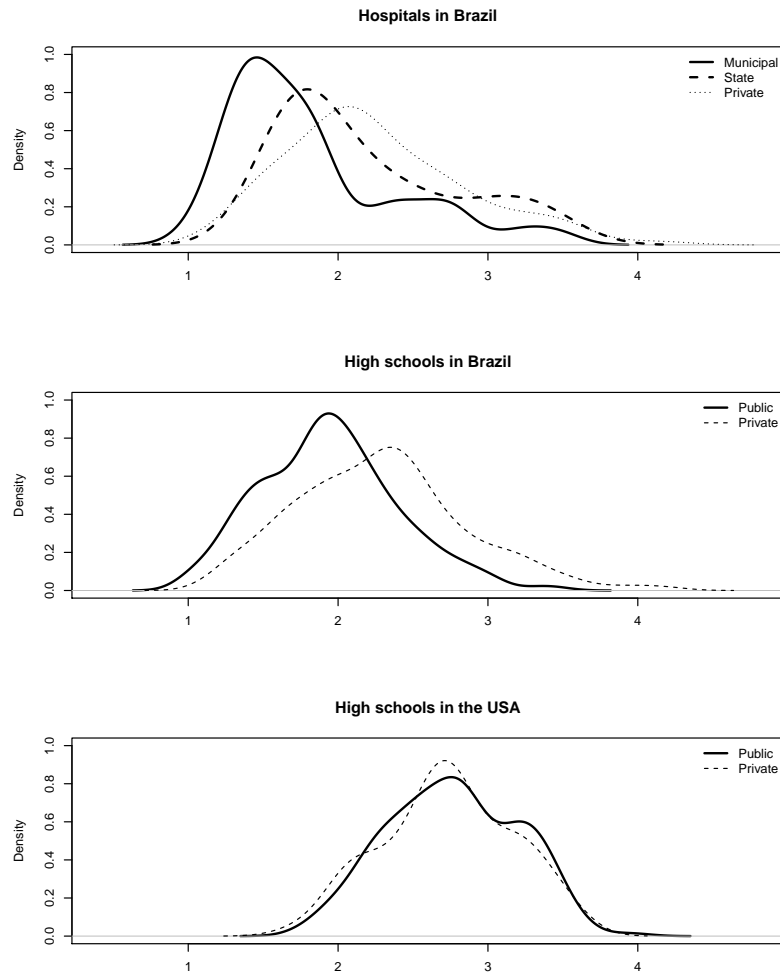 Hospitals in Brazil
Municipal
State
Private
Density
0.0 0.2 0.4 0.6 0.8 1.0
1 2 3 4
High schools in Brazil
Public
Private
Density
0.0 0.2 0.4 0.6 0.8 1.0
1 2 3 4
High schools in the USA
Public
Private
Density
0.0 0.2 0.4 0.6 0.8 1.0
1 2 3 4